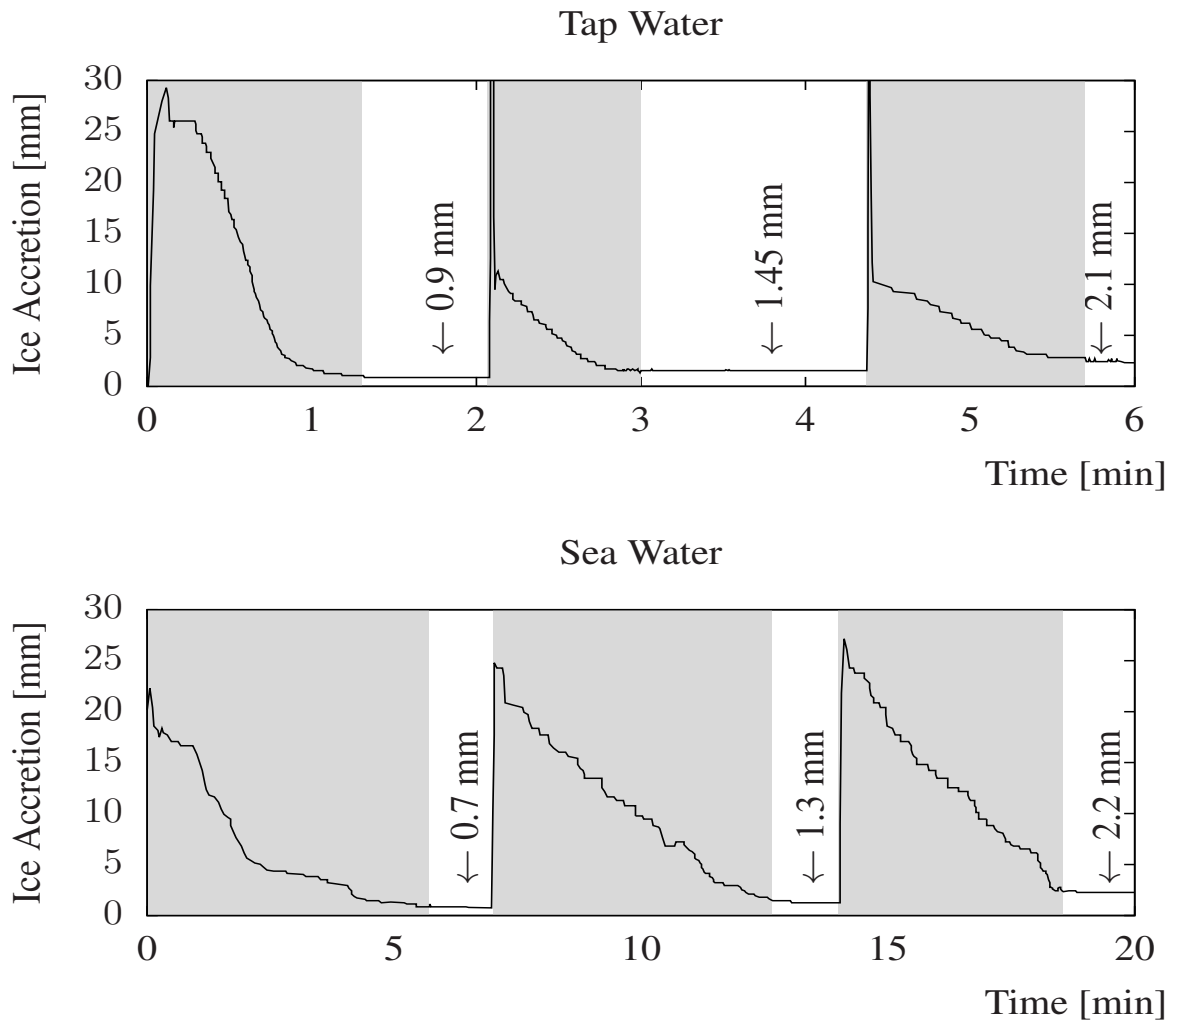 Tap Water
Ice Accretion [mm]
30
25
20
15
10
5
0
← 0.9 mm
← 1.45 mm
← 2.1 mm
0 1 2 3 4 5 6
Time [min]
Sea Water
Ice Accretion [mm]
30
25
20
15
10
5
0
← 0.7 mm
← 1.3 mm
← 2.2 mm
0 5 10 15 20
Time [min]